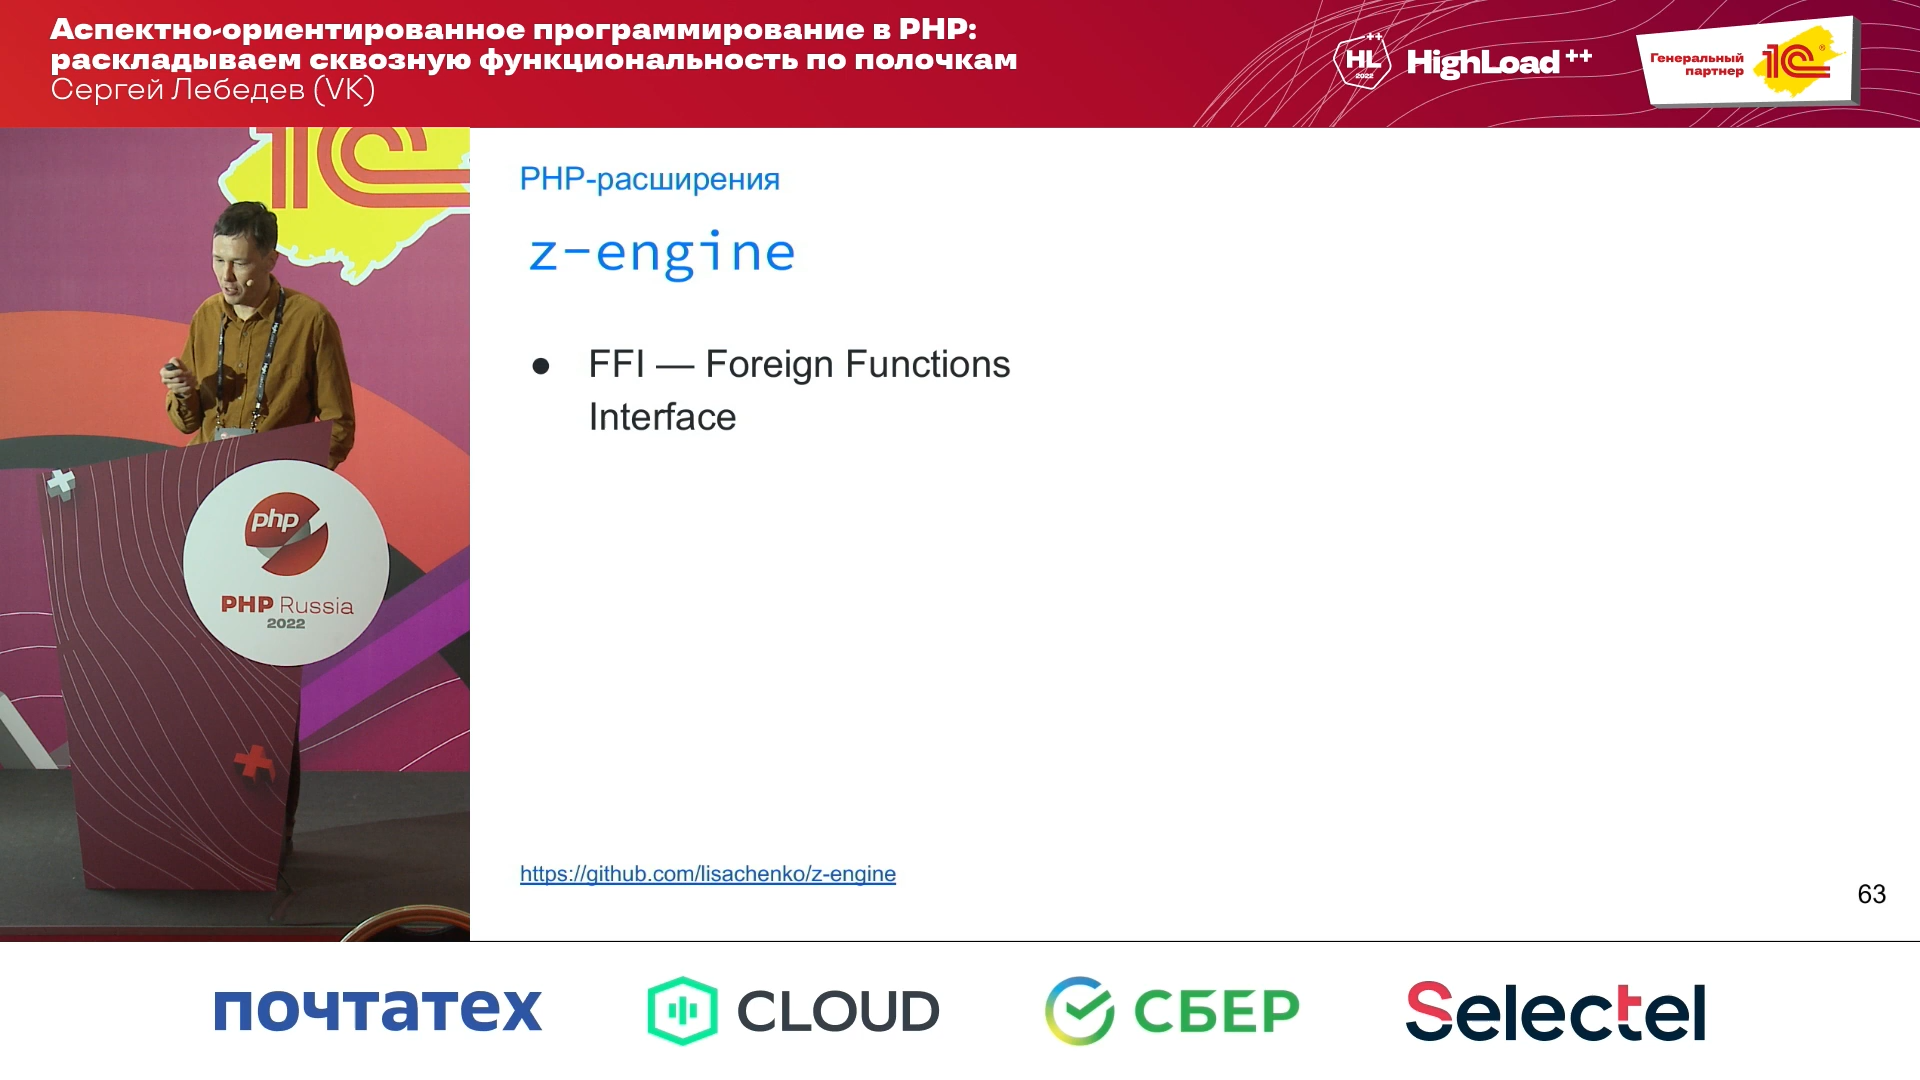 Аспектно-ориентированное программирование в PHP:
раскладываем сквозную функциональность по полочкам
Сергей Лебедев (VK)
HL++
2022
HighLoad++
Генеральный
партнер
1С
PHP-расширения
z-engine
● FFI — Foreign Functions
Interface
https://github.com/lisachenko/z-engine
63
php
PHP Russia
2022
почтатех
CLOUD
СБЕР
Selectel